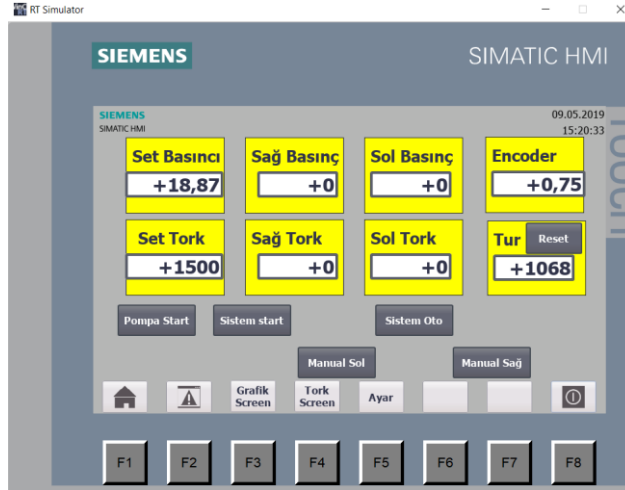 RT Simulator
SIEMENS
SIMATIC HMI
SIEMENS
SIMATIC HMI
09.05.2019
15:20:33
TOUCH
Set Basıncı
Sağ Basınç
Sol Basınç
Encoder
+18,87
+0
+0
+0,75
Set Tork
Sağ Tork
Sol Tork
Tur
Reset
+1500
+0
+0
+1068
Pompa Start
Sistem start
Sistem Oto
Manual Sol
Manual Sağ
Grafik
Screen
Tork
Screen
Ayar
F1
F2
F3
F4
F5
F6
F7
F8